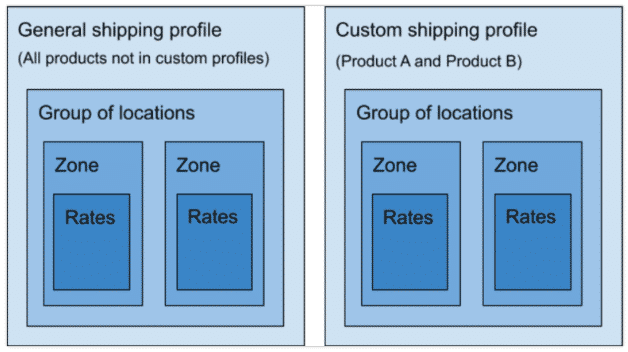 General shipping profile
(All products not in custom profiles)
Group of locations
Zone
Rates
Zone
Rates
Custom shipping profile
(Product A and Product B)
Group of locations
Zone
Rates
Zone
Rates